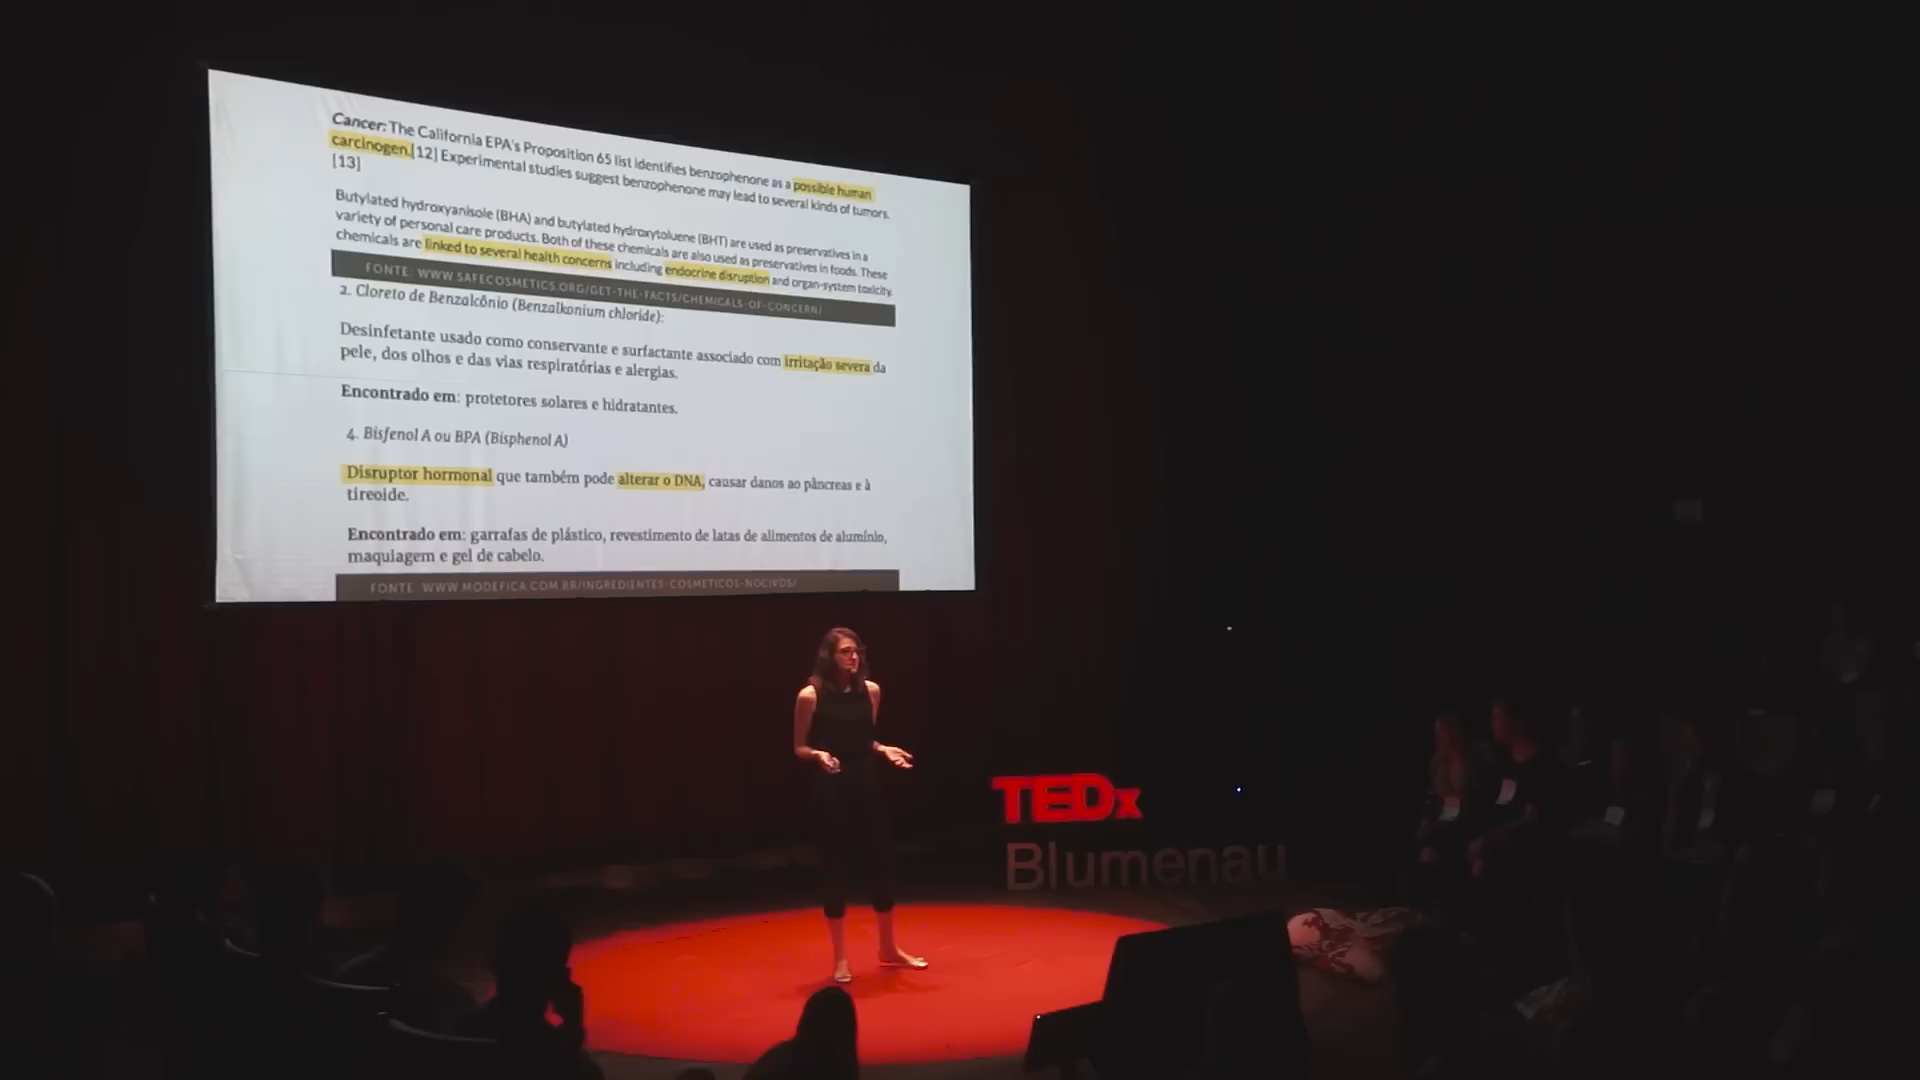 Cancer: The California EPA's Proposition 65 list identifies benzophenone as a possible human
carcinogen.[12] Experimental studies suggest benzophenone may lead to several kinds of tumors.
[13]
Butylated hydroxyanisole (BHA) and butylated hydroxytoluene (BHT) are used as preservatives in a
variety of personal care products. Both of these chemicals are also used as preservatives in foods. These
chemicals are linked to several health concerns including endocrine disruption and organ-system toxicity.
FONTE: WWW.SAFECOSMETICS.ORG/GET-THE-FACTS/CHEMICALS-OF-CONCERN/
2. Cloreto de Benzalcônio (Benzalkonium chloride):
Desinfetante usado como conservante e surfactante associado com irritação severa da
pele, dos olhos e das vias respiratórias e alergias.
Encontrado em: protetores solares e hidratantes.
4. Bisfenol A ou BPA (Bisphenol A)
Disruptor hormonal que também pode alterar o DNA, causar danos ao pâncreas e à
tireoide.
Encontrado em: garrafas de plástico, revestimento de latas de alimentos de alumínio,
maquiagem e gel de cabelo.
FONTE: WWW.MODEFICA.COM.BR/INGREDIENTES-COSMETICOS-NOCIVOS/
TEDx
Blumenau